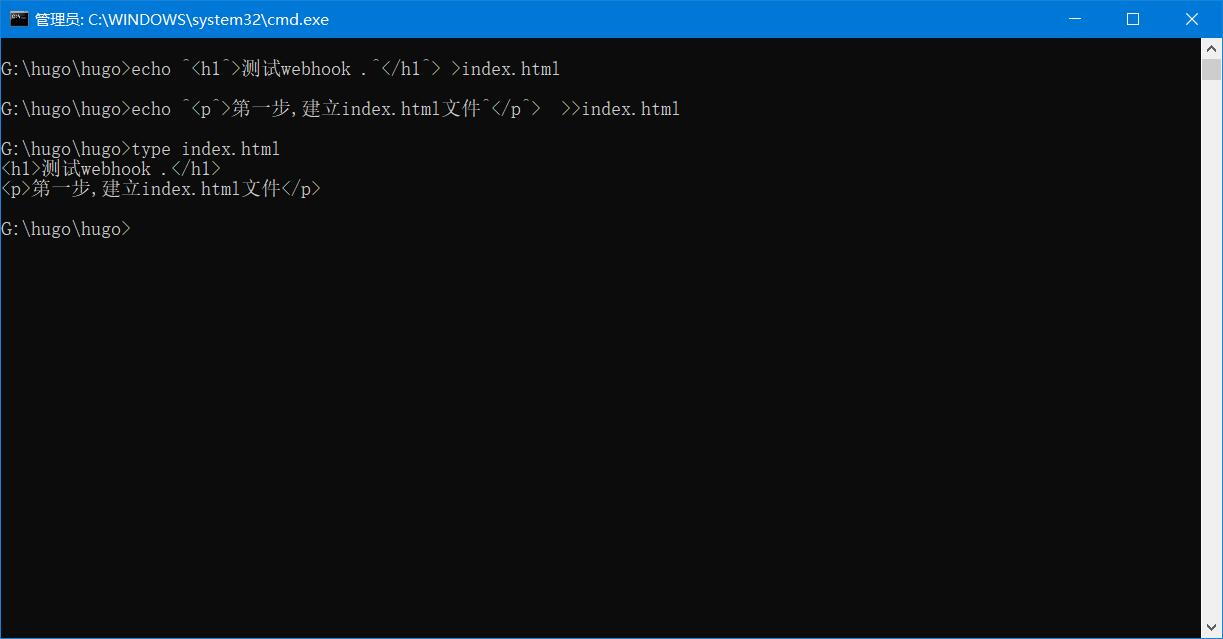 管理员: C:\WINDOWS\system32\cmd.exe
G:\hugo\hugo>echo ^<h1^>测试webhook .^</h1^> >index.html
G:\hugo\hugo>echo ^<p^>第一步,建立index.html文件^</p^>  >>index.html
G:\hugo\hugo>type index.html
<h1>测试webhook .</h1>
<p>第一步,建立index.html文件</p>
G:\hugo\hugo>